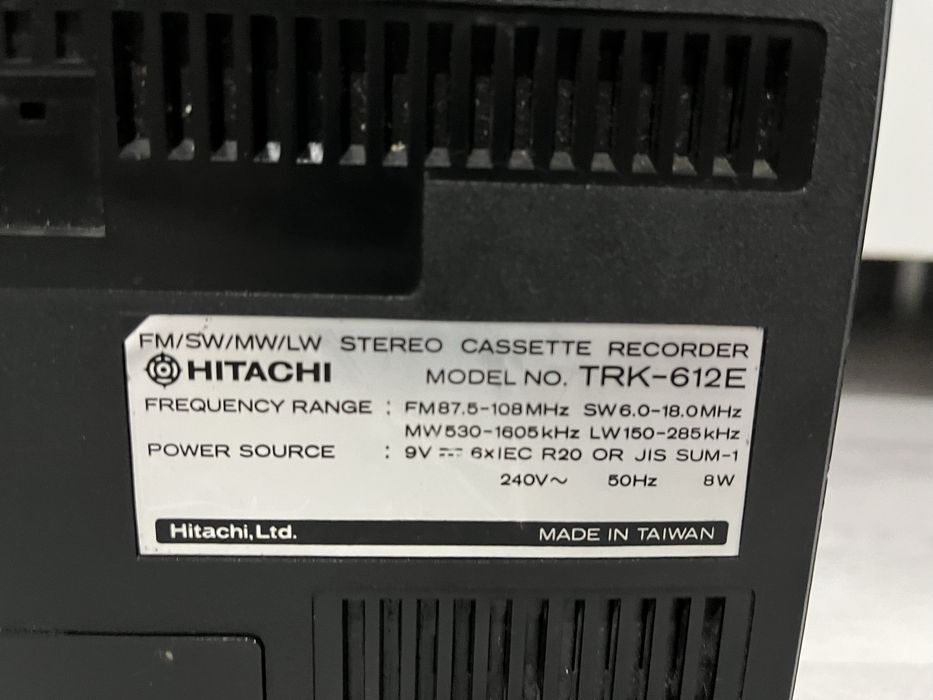 FM/SW/MW/LW STEREO CASSETTE RECORDER
HITACHI MODEL NO. TRK-612E
FREQUENCY RANGE : FM87.5-108MHz SW6.0-18.0MHz
MW530-1605kHz LW150-285kHz
POWER SOURCE : 9V ⎓ 6xIEC R20 OR JIS SUM-1
240V～ 50Hz 8W
Hitachi,Ltd. MADE IN TAIWAN